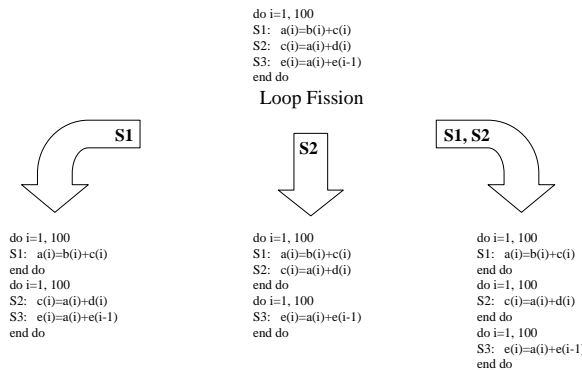 do i=1, 100
S1: a(i)=b(i)+c(i)
S2: c(i)=a(i)+d(i)
S3: e(i)=a(i)+e(i-1)
end do
Loop Fission
S1
S2
S1, S2
do i=1, 100
S1: a(i)=b(i)+c(i)
end do
do i=1, 100
S2: c(i)=a(i)+d(i)
S3: e(i)=a(i)+e(i-1)
end do
do i=1, 100
S1: a(i)=b(i)+c(i)
S2: c(i)=a(i)+d(i)
end do
do i=1, 100
S3: e(i)=a(i)+e(i-1)
end do
do i=1, 100
S1: a(i)=b(i)+c(i)
end do
do i=1, 100
S2: c(i)=a(i)+d(i)
end do
do i=1, 100
S3: e(i)=a(i)+e(i-1)
end do